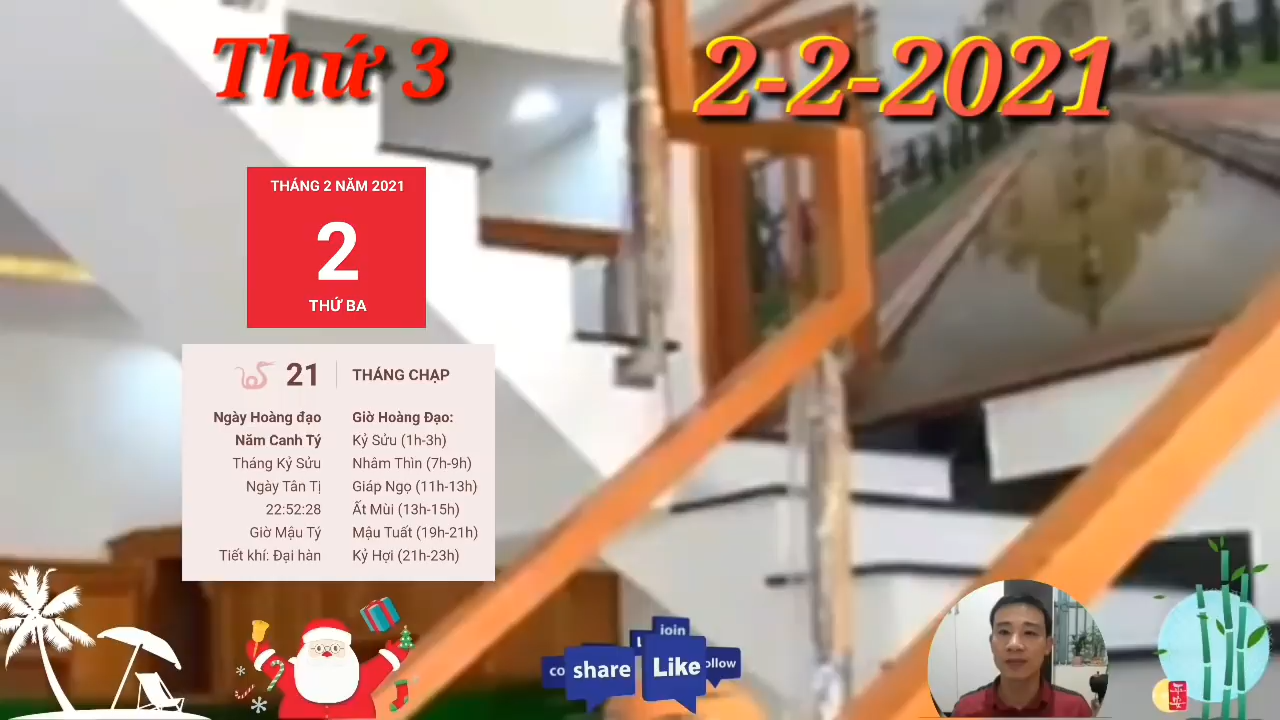 Thứ 3
2-2-2021
THÁNG 2 NĂM 2021
2
THỨ BA
21 THÁNG CHẠP
Ngày Hoàng đạo Giờ Hoàng Đạo:
Năm Canh Tý Kỷ Sửu (1h-3h)
Tháng Kỷ Sửu Nhâm Thìn (7h-9h)
Ngày Tân Tị Giáp Ngọ (11h-13h)
22:52:28 Ất Mùi (13h-15h)
Giờ Mậu Tý Mậu Tuất (19h-21h)
Tiết khí: Đại hàn Kỷ Hợi (21h-23h)
join
co share Like ollow